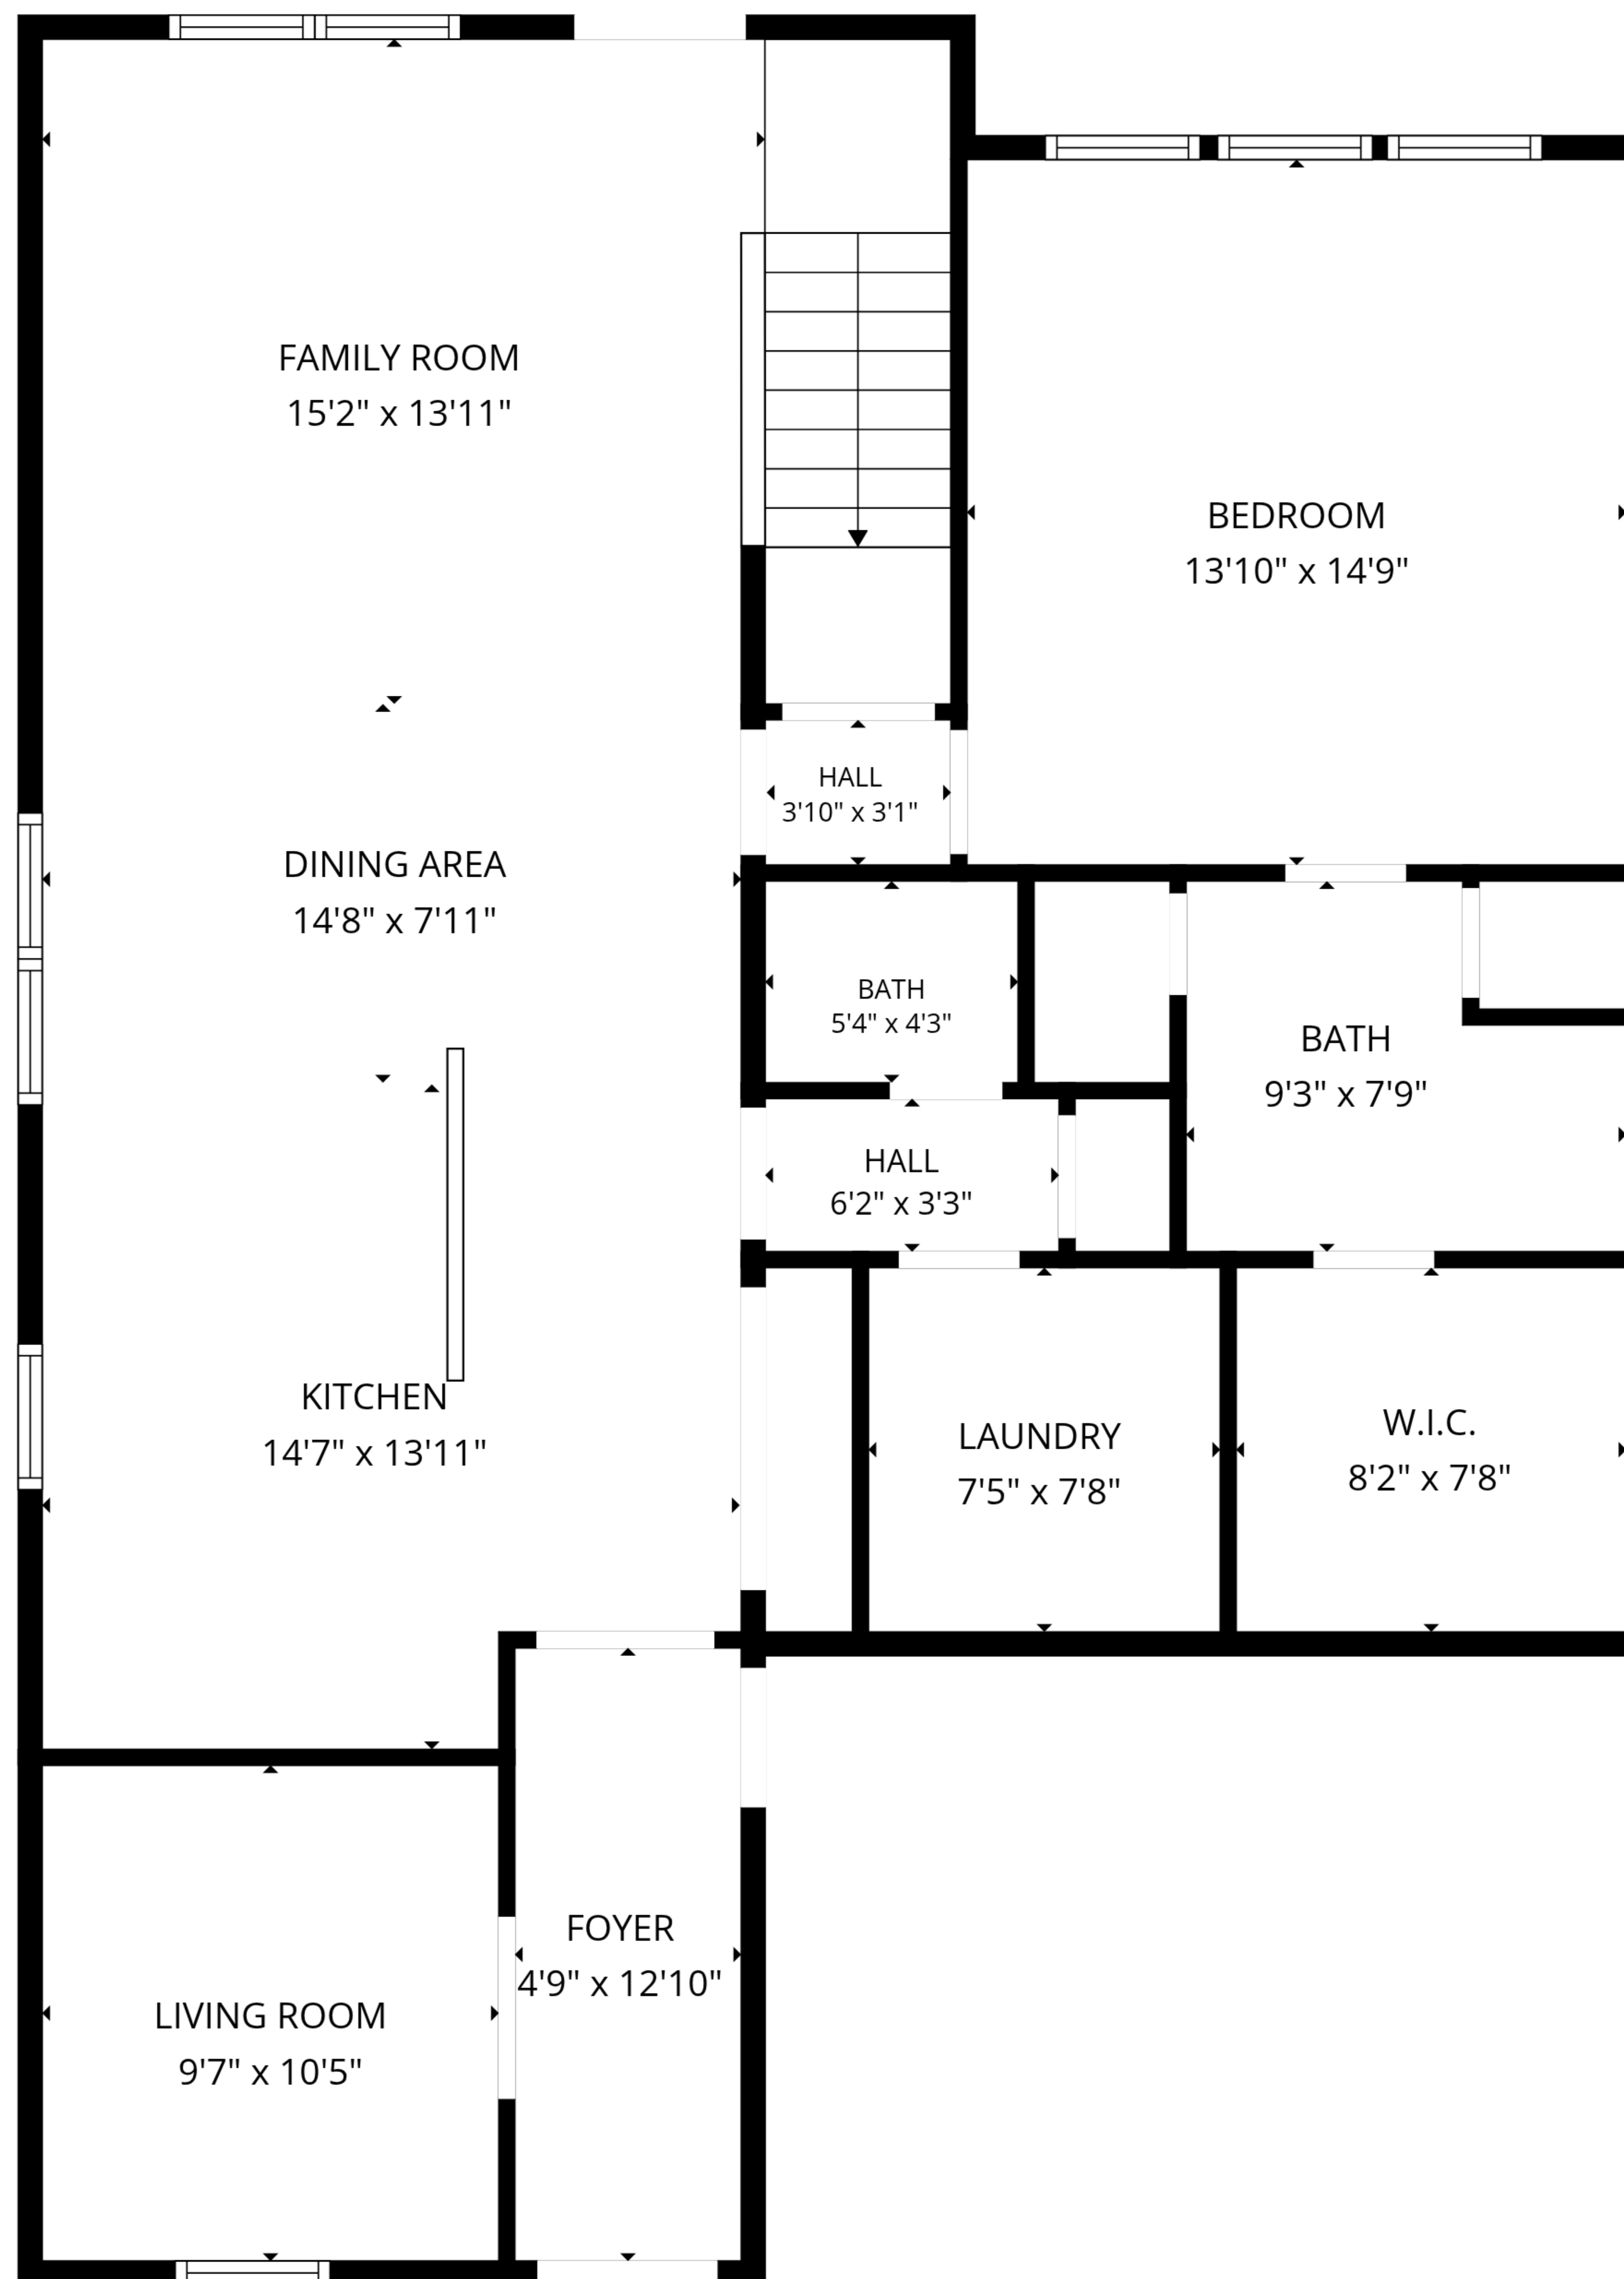 FAMILY ROOM
15'2" x 13'11"
BEDROOM
13'10" x 14'9"
HALL
3'10" x 3'1"
DINING AREA
14'8" x 7'11"
BATH
5'4" x 4'3"
BATH
9'3" x 7'9"
HALL
6'2" x 3'3"
KITCHEN
14'7" x 13'11"
LAUNDRY
7'5" x 7'8"
W.I.C.
8'2" x 7'8"
FOYER
4'9" x 12'10"
LIVING ROOM
9'7" x 10'5"